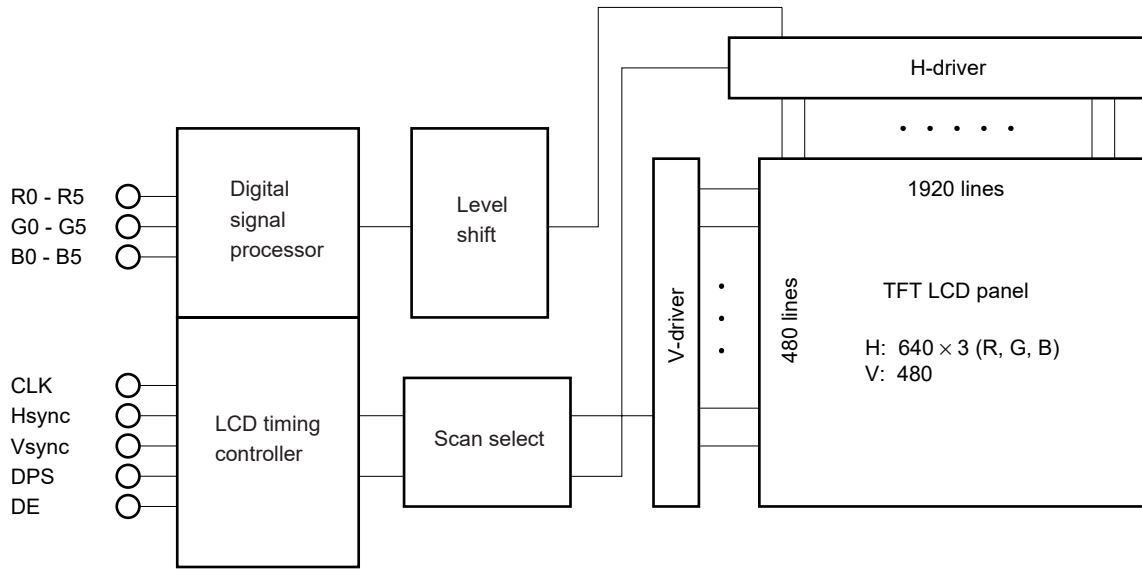 H-driver
R0 - R5
G0 - G5
B0 - B5
Digital
signal
processor
Level
shift
1920 lines
V-driver
480 lines
TFT LCD panel
H: 640 × 3 (R, G, B)
V: 480
CLK
Hsync
Vsync
DPS
DE
LCD timing
controller
Scan select